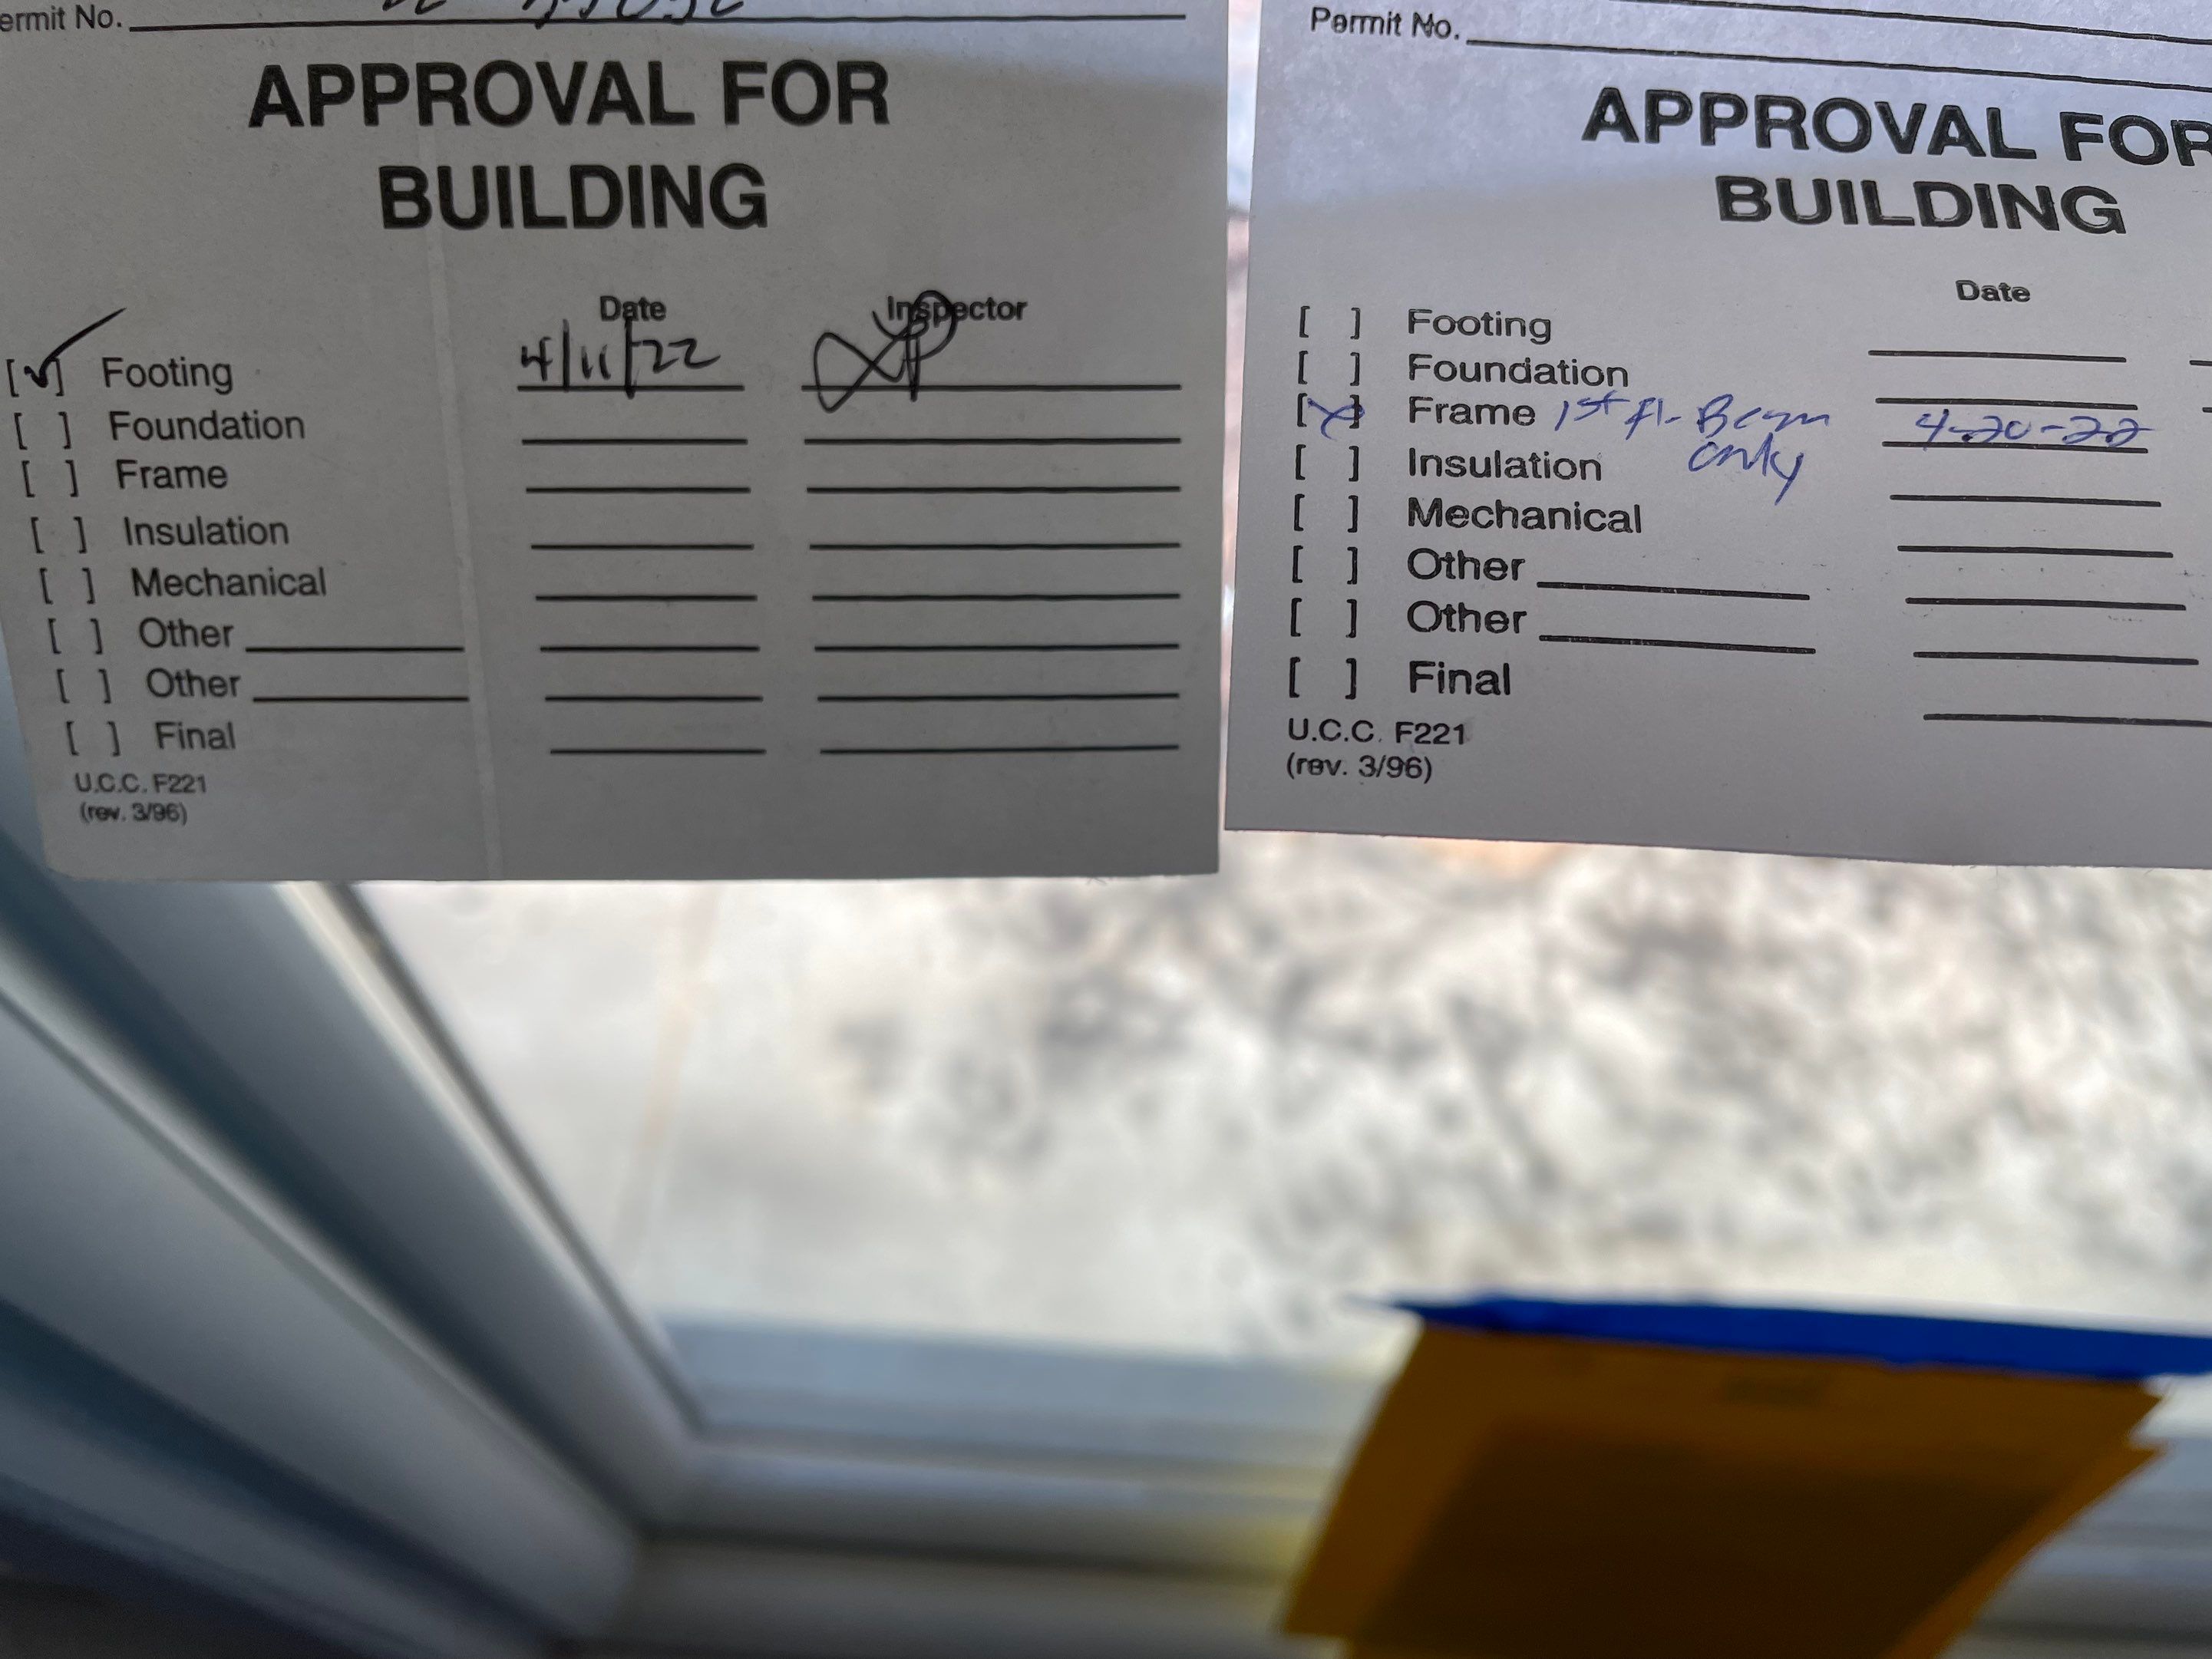 ermit No.
APPROVAL FOR
BUILDING
Date Inspector
[✓] Footing 4/11/22
[ ] Foundation
[ ] Frame
[ ] Insulation
[ ] Mechanical
[ ] Other
[ ] Other
[ ] Final
U.C.C. F221
(rev. 3/96)
Permit No.
APPROVAL FOR
BUILDING
Date
[ ] Footing
[ ] Foundation
[x] Frame 1st fl- Beam 4-20-22
only
[ ] Insulation
[ ] Mechanical
[ ] Other
[ ] Other
[ ] Final
U.C.C. F221
(rev. 3/96)